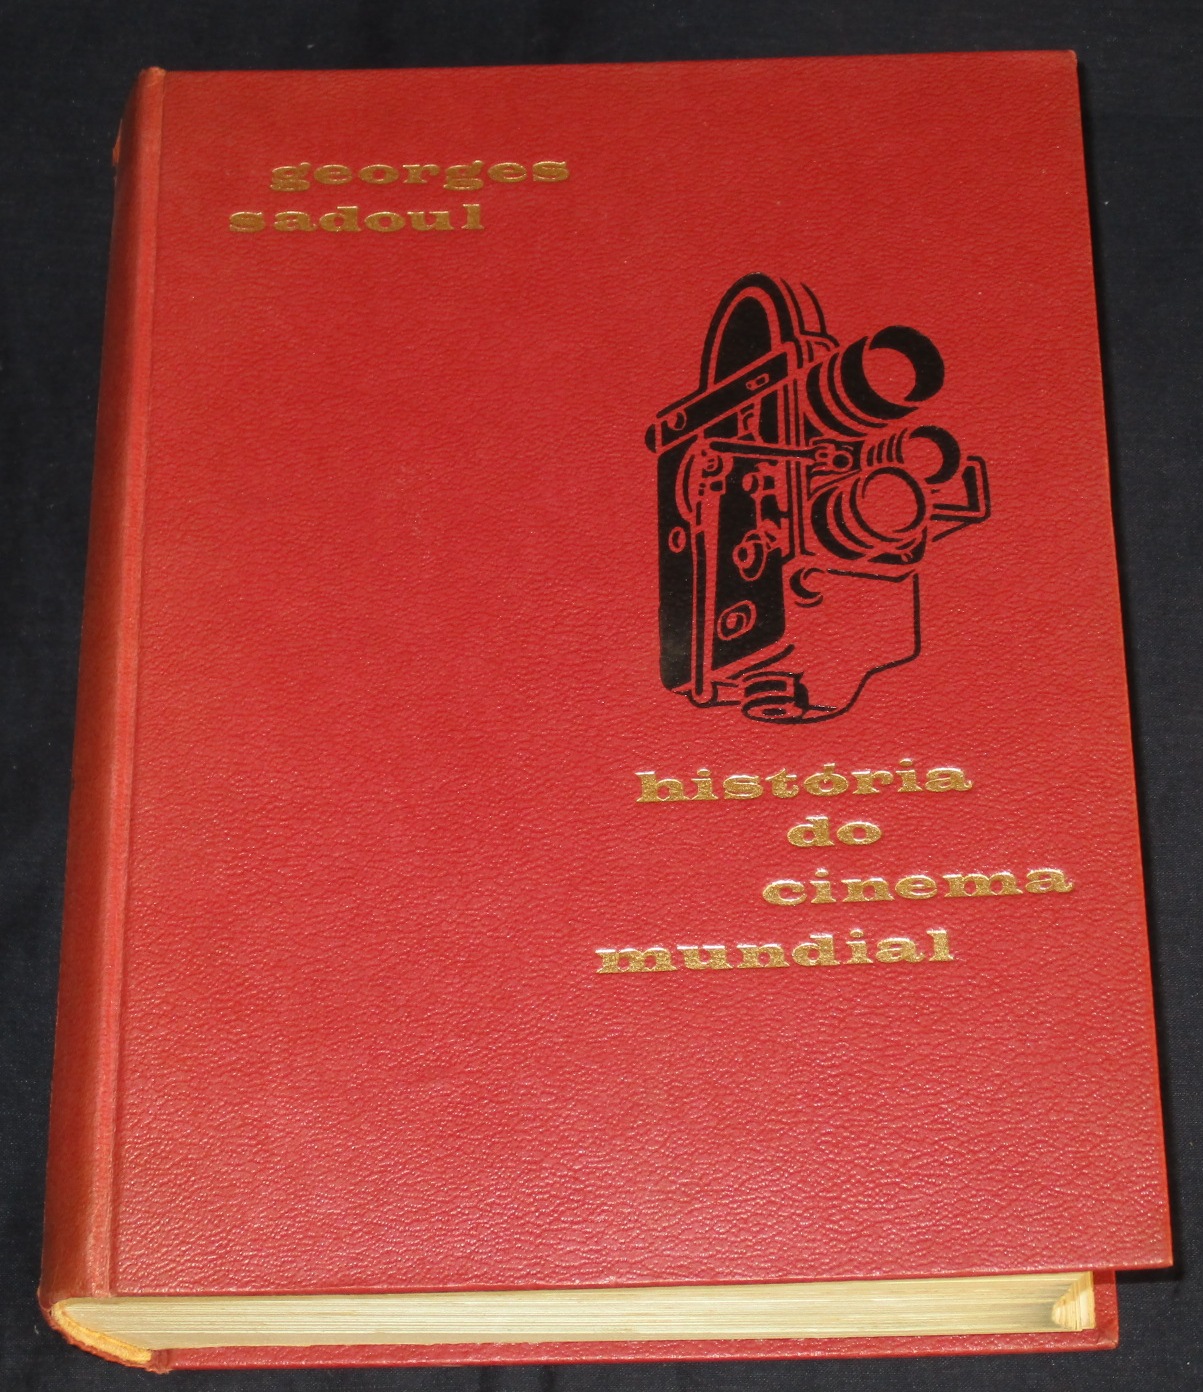 georges
sadoul
história
do
cinema
mundial